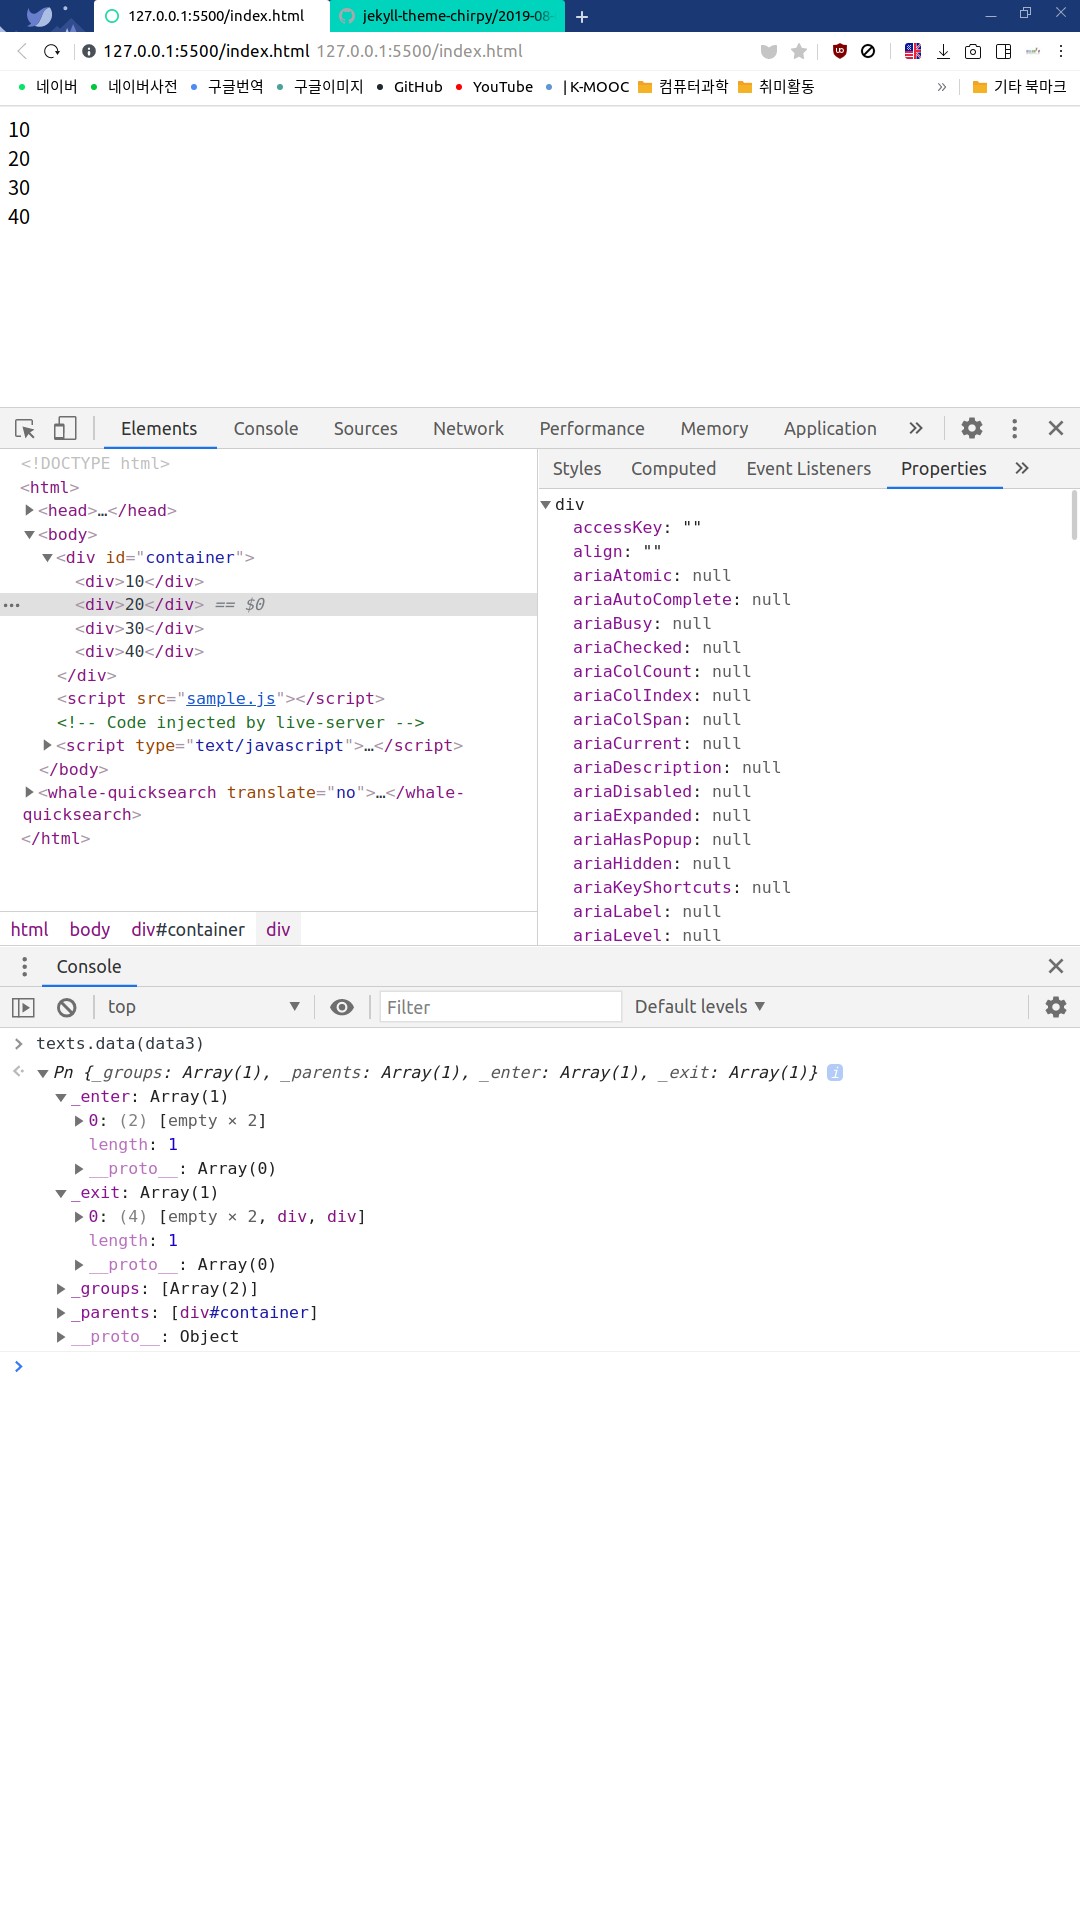 127.0.0.1:5500/index.html jekyll-theme-chirpy/2019-08-
127.0.0.1:5500/index.html 127.0.0.1:5500/index.html
네이버 네이버사전 구글번역 구글이미지 GitHub YouTube | K-MOOC 컴퓨터과학 취미활동 » 기타 북마크
10
20
30
40
Elements Console Sources Network Performance Memory Application »
<!DOCTYPE html>
<html>
<head>…</head>
<body>
<div id="container">
<div>10</div>
<div>20</div> == $0
<div>30</div>
<div>40</div>
</div>
<script src="sample.js"></script>
<!-- Code injected by live-server -->
<script type="text/javascript">…</script>
</body>
<whale-quicksearch translate="no">…</whale-
quicksearch>
</html>
html body div#container div
Styles Computed Event Listeners Properties »
div
accessKey: ""
align: ""
ariaAtomic: null
ariaAutoComplete: null
ariaBusy: null
ariaChecked: null
ariaColCount: null
ariaColIndex: null
ariaColSpan: null
ariaCurrent: null
ariaDescription: null
ariaDisabled: null
ariaExpanded: null
ariaHasPopup: null
ariaHidden: null
ariaKeyShortcuts: null
ariaLabel: null
ariaLevel: null
Console
top Filter Default levels
> texts.data(data3)
Pn {_groups: Array(1), _parents: Array(1), _enter: Array(1), _exit: Array(1)} i
_enter: Array(1)
0: (2) [empty × 2]
length: 1
__proto__: Array(0)
_exit: Array(1)
0: (4) [empty × 2, div, div]
length: 1
__proto__: Array(0)
_groups: [Array(2)]
_parents: [div#container]
__proto__: Object
>